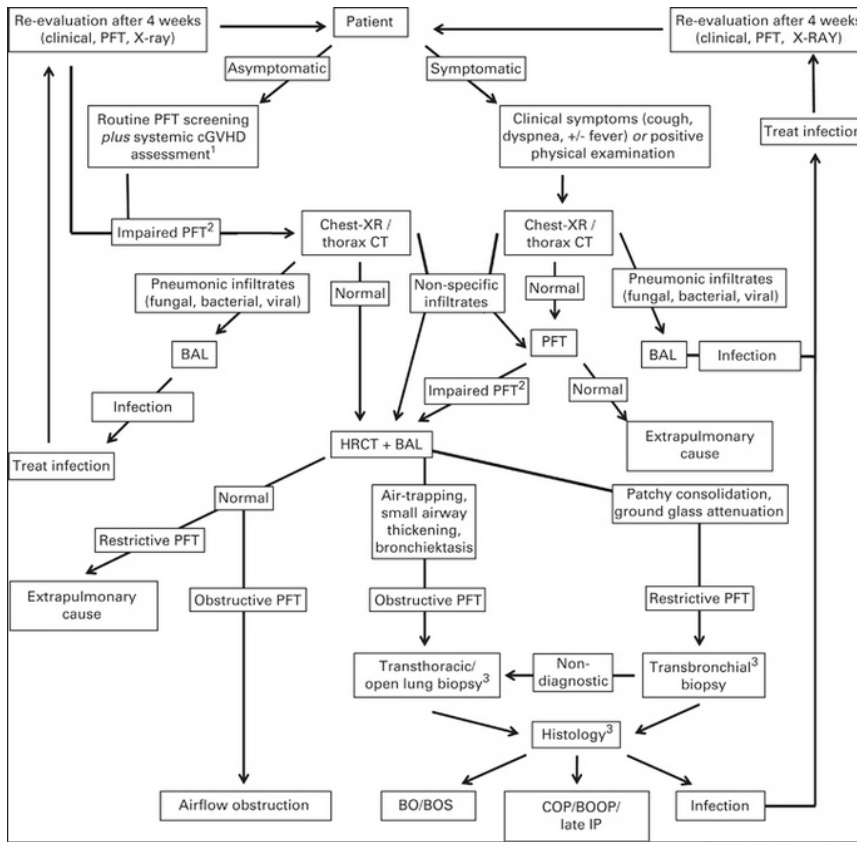 Re-evaluation after 4 weeks
(clinical, PFT, X-ray)
Patient
Re-evaluation after 4 weeks
(clinical, PFT, X-RAY)
Asymptomatic
Symptomatic
Routine PFT screening
plus systemic cGVHD
assessment¹
Clinical symptoms (cough,
dyspnea, +/- fever) or positive
physical examination
Treat infection
Impaired PFT²
Chest-XR /
thorax CT
Chest-XR /
thorax CT
Pneumonic infiltrates
(fungal, bacterial, viral)
Normal
Non-specific
infiltrates
Normal
Pneumonic infiltrates
(fungal, bacterial, viral)
BAL
PFT
BAL
Infection
Impaired PFT²
Normal
Infection
Extrapulmonary
cause
HRCT + BAL
Treat infection
Normal
Air-trapping,
small airway
thickening,
bronchiektasis
Patchy consolidation,
ground glass attenuation
Restrictive PFT
Extrapulmonary
cause
Obstructive PFT
Obstructive PFT
Restrictive PFT
Transthoracic/
open lung biopsy³
Non-
diagnostic
Transbronchial³
biopsy
Histology³
Airflow obstruction
BO/BOS
COP/BOOP/
late IP
Infection